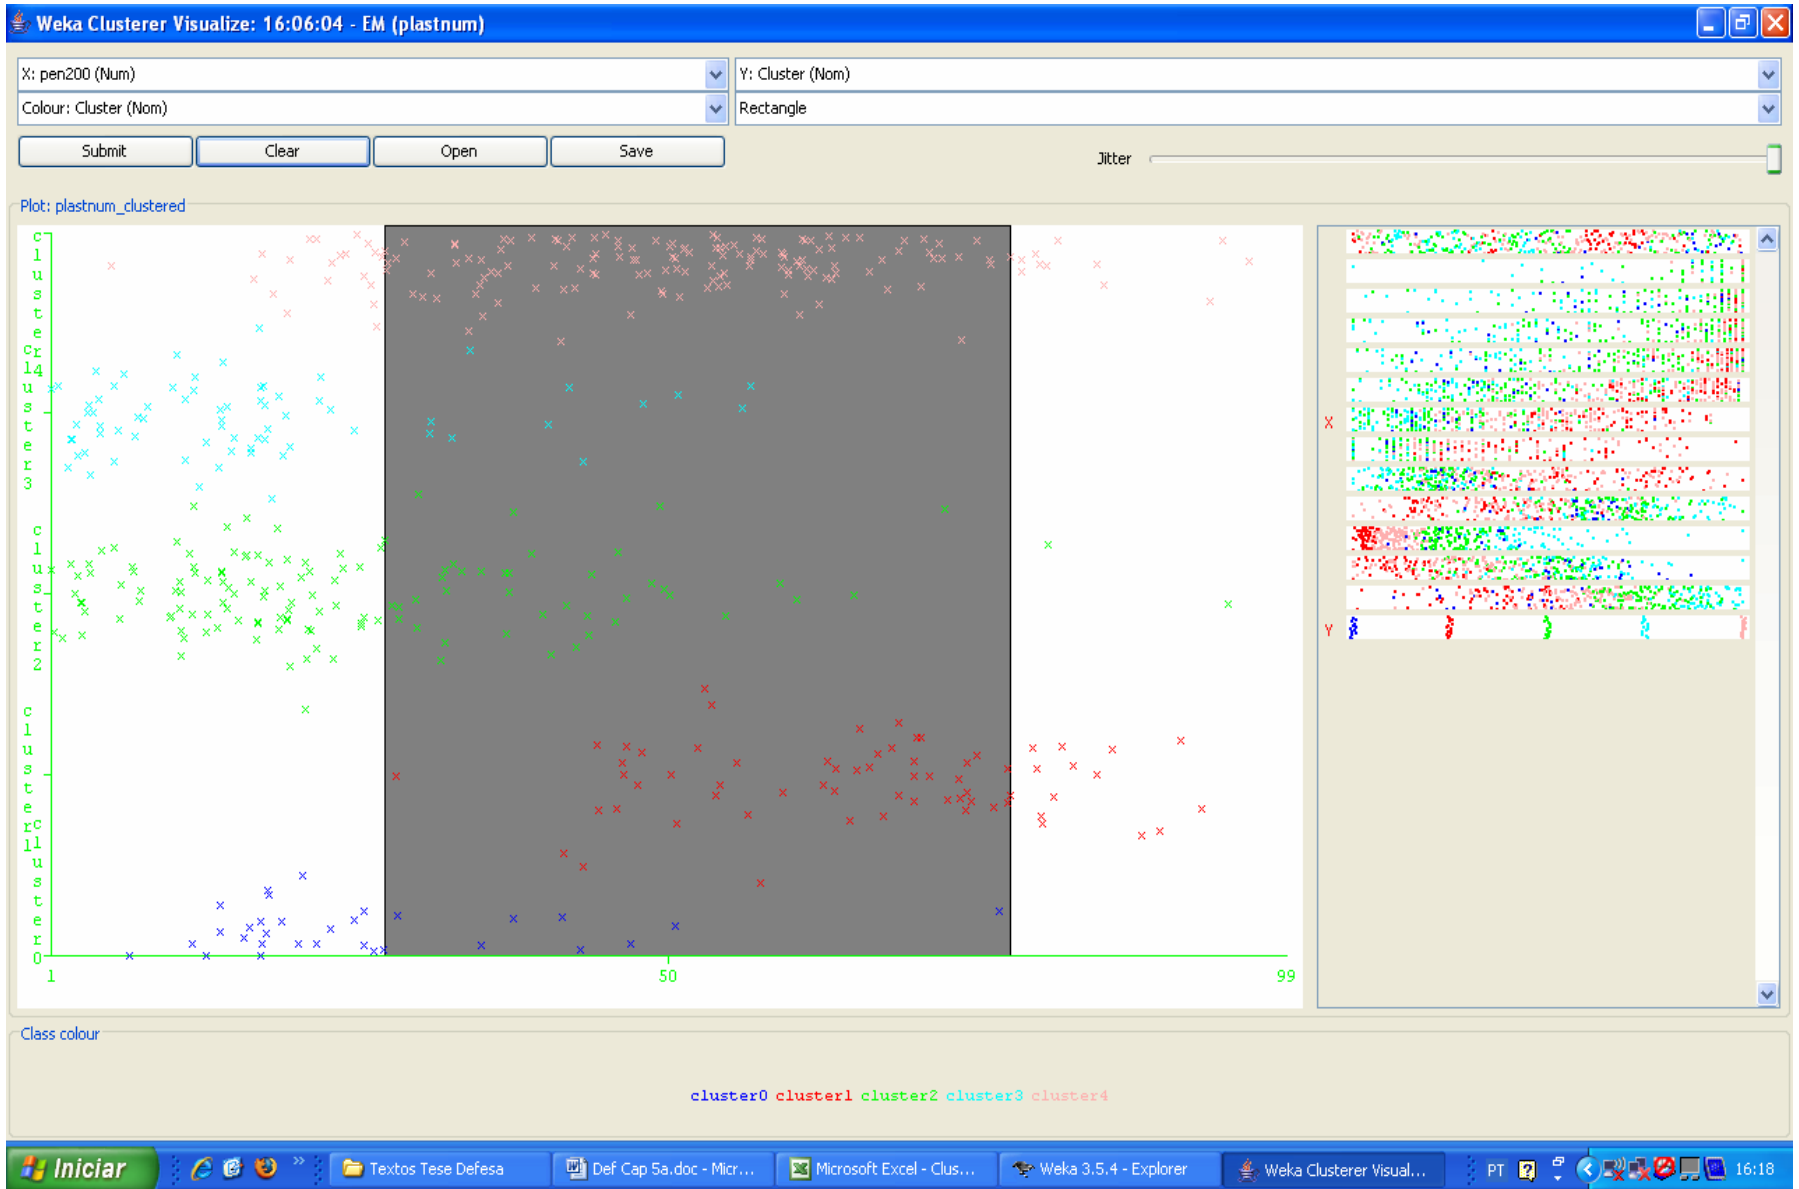 Weka Clusterer Visualize: 16:06:04 - EM (plastnum)
X: pen200 (Num)
Y: Cluster (Nom)
Colour: Cluster (Nom)
Rectangle
Submit
Clear
Open
Save
Jitter
Plot: plastnum_clustered
cluster4
cluster3
cluster2
cluster1
cluster0
1
50
99
X
Y
Class colour
cluster0 cluster1 cluster2 cluster3 cluster4
Iniciar
Textos Tese Defesa
Def Cap 5a.doc - Micr...
Microsoft Excel - Clus...
Weka 3.5.4 - Explorer
Weka Clusterer Visual...
PT
16:18